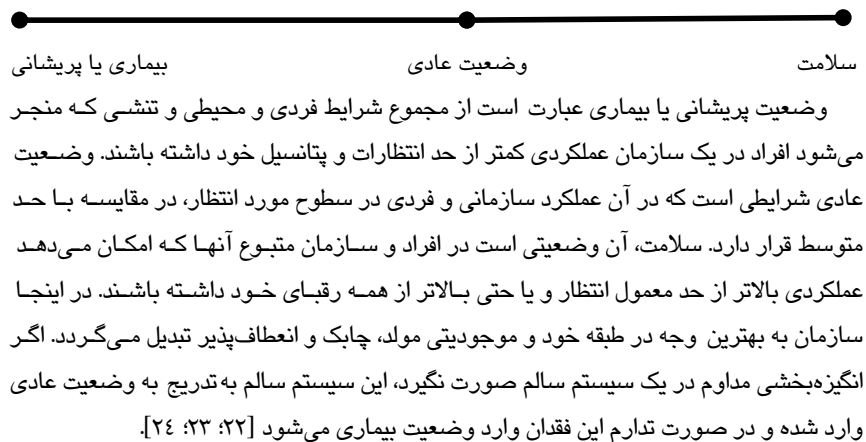 سلامت وضعیت عادی بیماری یا پریشانی
وضعیت پریشانی یا بیماری عبارت است از مجموع شرایط فردی و محیطی و تنشی که منجر
می‌شود افراد در یک سازمان عملکردی کمتر از حد انتظارات و پتانسیل خود داشته باشند. وضعیت
عادی شرایطی است که در آن عملکرد سازمانی و فردی در سطوح مورد انتظار، در مقایسه با حد
متوسط قرار دارد. سلامت، آن وضعیتی است در افراد و سازمان متبوع آنها که امکان می‌دهد
عملکردی بالاتر از حد معمول انتظار و یا حتی بالاتر از همه رقبای خود داشته باشند. در اینجا
سازمان به بهترین وجه در طبقه خود و موجودیتی مولد، چابک و انعطاف‌پذیر تبدیل می‌گردد. اگر
انگیزه‌بخشی مداوم در یک سیستم سالم صورت نگیرد، این سیستم سالم به تدریج به وضعیت عادی
وارد شده و در صورت تدارم این فقدان وارد وضعیت بیماری می‌شود [٢٢؛ ٢٣؛ ٢٤].